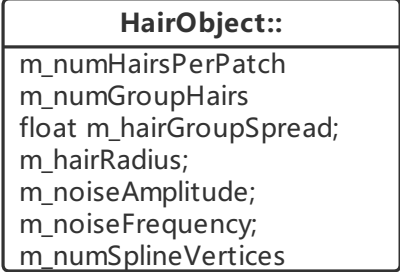 HairObject::
m_numHairsPerPatch
m_numGroupHairs
float m_hairGroupSpread;
m_hairRadius;
m_noiseAmplitude;
m_noiseFrequency;
m_numSplineVertices